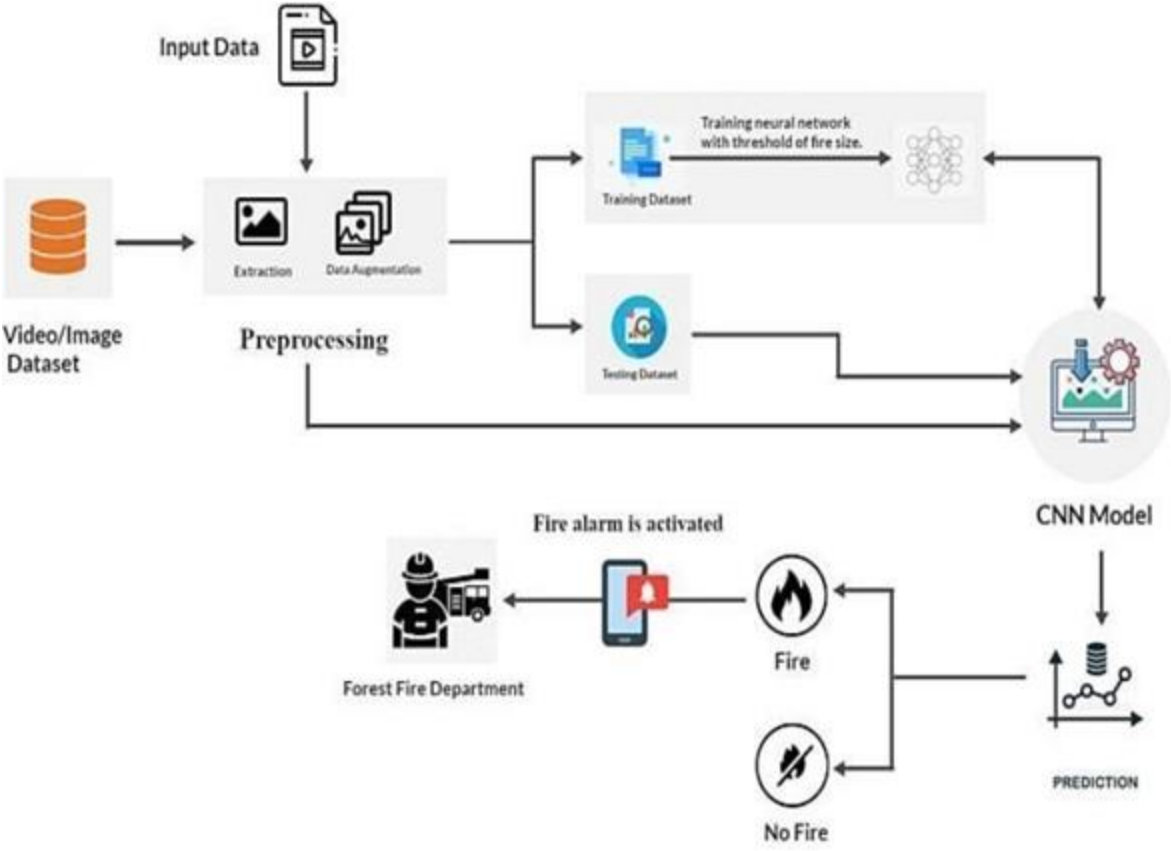 Input Data
Training neural network
with threshold of fire size.
Training Dataset
Extraction
Data Augmentation
Video/Image
Dataset
Preprocessing
Testing Dataset
CNN Model
Fire alarm is activated
Fire
Forest Fire Department
PREDICTION
No Fire